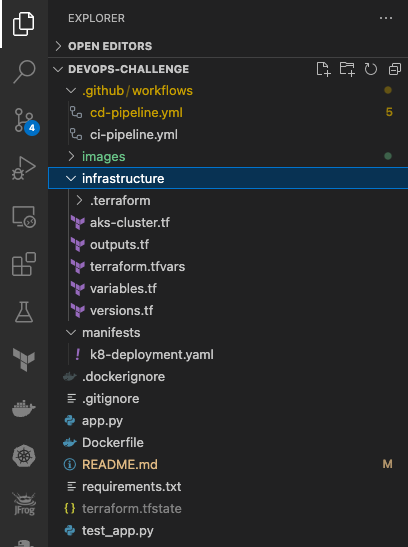 EXPLORER
OPEN EDITORS
DEVOPS-CHALLENGE
.github/workflows
cd-pipeline.yml 5
ci-pipeline.yml
images
4
infrastructure
.terraform
aks-cluster.tf
outputs.tf
terraform.tfvars
variables.tf
versions.tf
manifests
k8-deployment.yaml
.dockerignore
.gitignore
app.py
Dockerfile
README.md M
requirements.txt
terraform.tfstate
test_app.py
JFrog